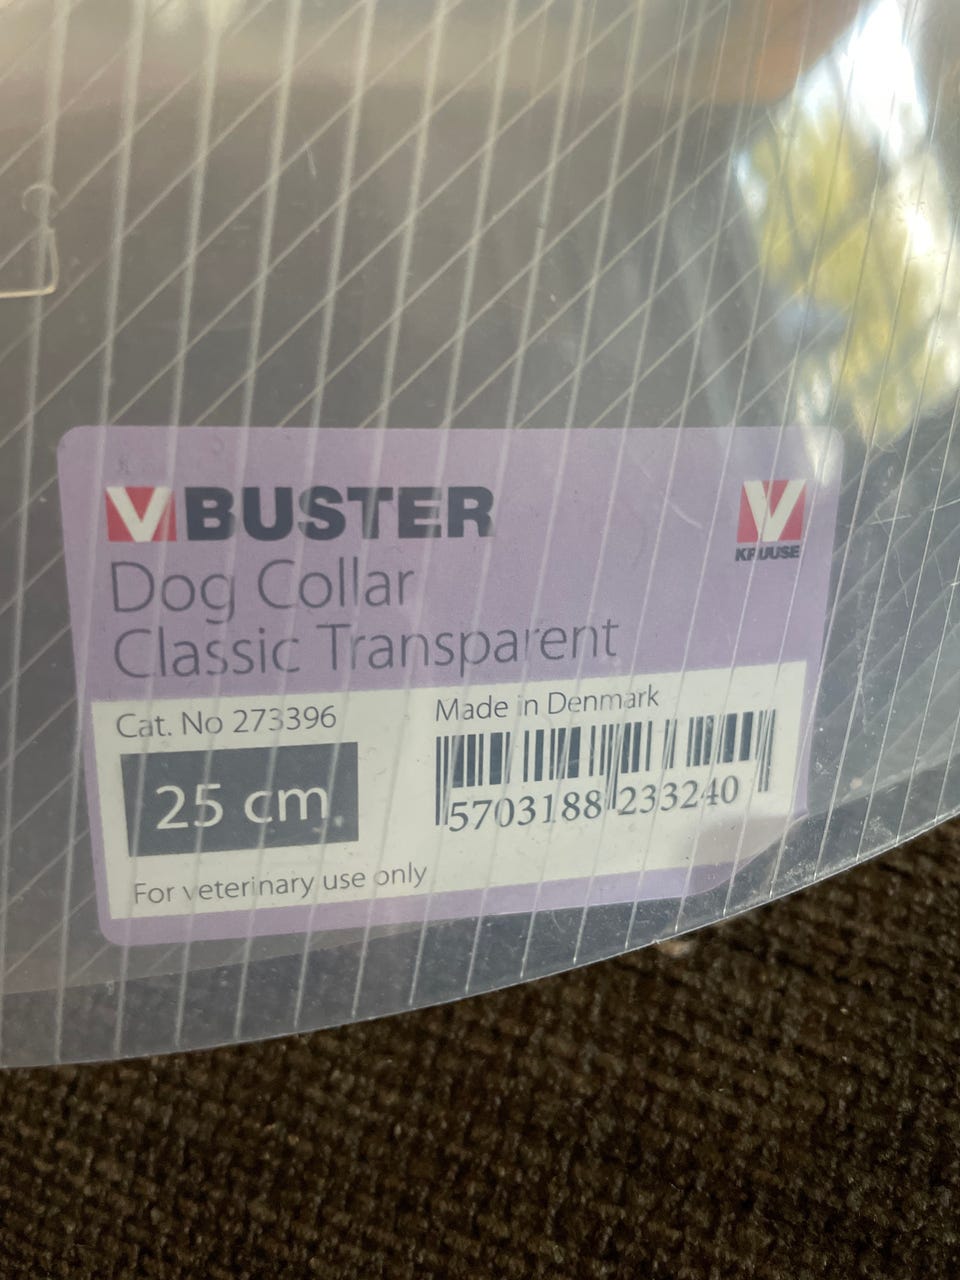 BUSTER
KRUUSE
Dog Collar
Classic Transparent
Cat. No 273396
Made in Denmark
25 cm
5703188 233240
For veterinary use only